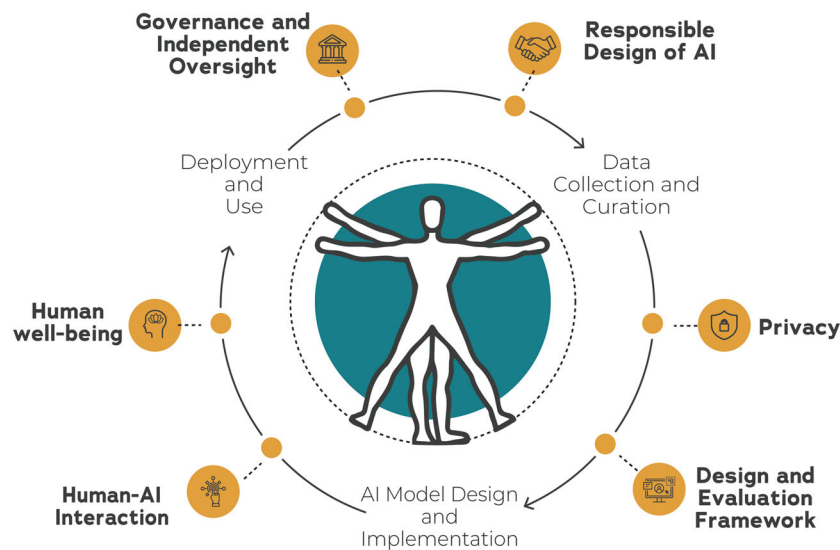 Governance and
Independent
Oversight
Responsible
Design of AI
Deployment
and
Use
Data
Collection and
Curation
Human
well-being
Privacy
Human-AI
Interaction
AI Model Design
and
Implementation
Design and
Evaluation
Framework